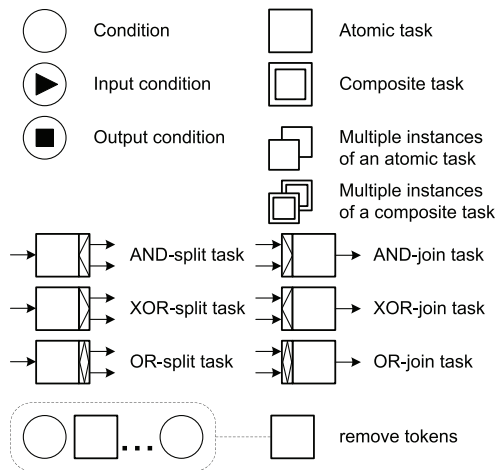 Condition
Atomic task
Input condition
Composite task
Output condition
Multiple instances
of an atomic task
Multiple instances
of a composite task
AND-split task
AND-join task
XOR-split task
XOR-join task
OR-split task
OR-join task
remove tokens